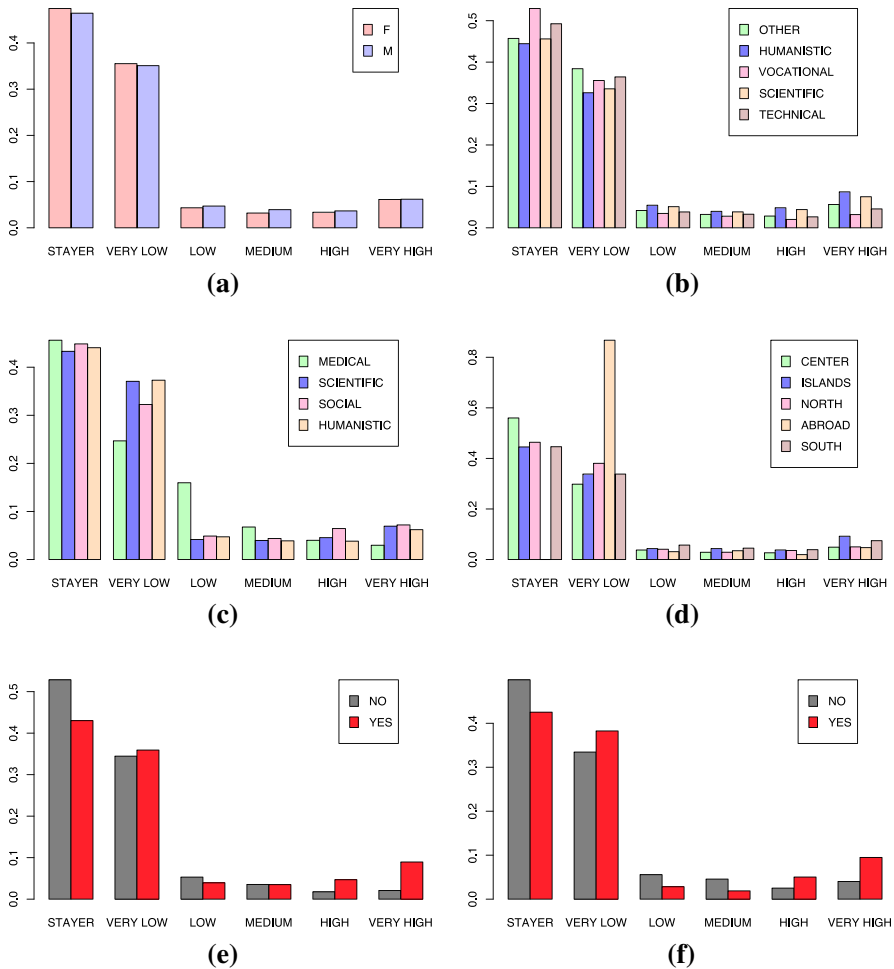 0.0 0.1 0.2 0.3 0.4
F
M
STAYER VERY LOW LOW MEDIUM HIGH VERY HIGH
(a)
0.0 0.1 0.2 0.3 0.4 0.5
OTHER
HUMANISTIC
VOCATIONAL
SCIENTIFIC
TECHNICAL
STAYER VERY LOW LOW MEDIUM HIGH VERY HIGH
(b)
0.0 0.1 0.2 0.3 0.4
MEDICAL
SCIENTIFIC
SOCIAL
HUMANISTIC
STAYER VERY LOW LOW MEDIUM HIGH VERY HIGH
(c)
0.0 0.2 0.4 0.6 0.8
CENTER
ISLANDS
NORTH
ABROAD
SOUTH
STAYER VERY LOW LOW MEDIUM HIGH VERY HIGH
(d)
0.0 0.1 0.2 0.3 0.4 0.5
NO
YES
STAYER VERY LOW LOW MEDIUM HIGH VERY HIGH
(e)
0.0 0.1 0.2 0.3 0.4
NO
YES
STAYER VERY LOW LOW MEDIUM HIGH VERY HIGH
(f)